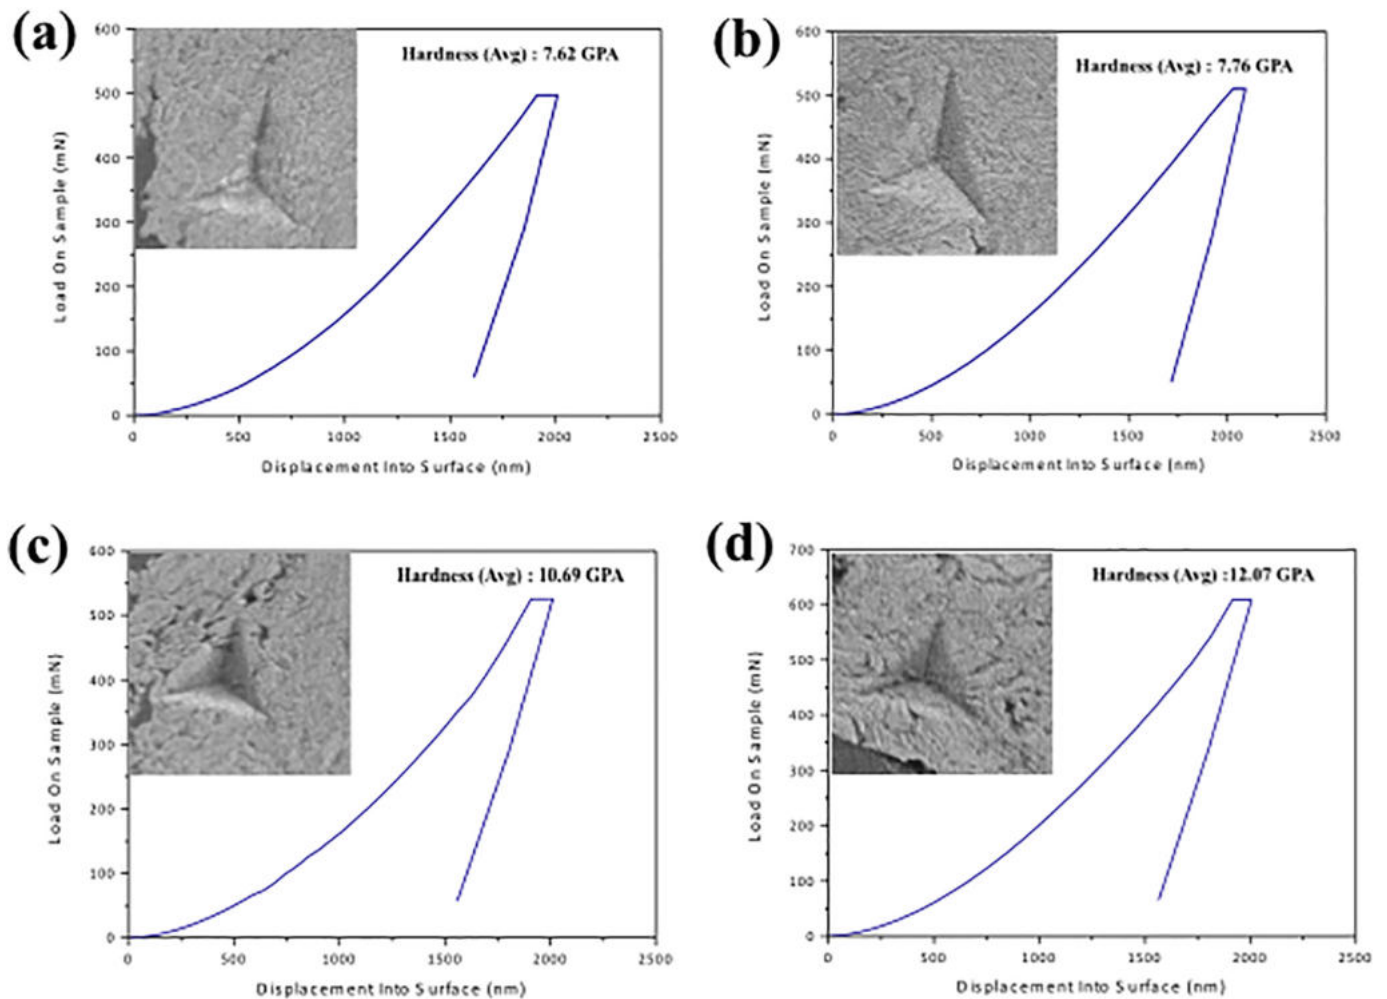 (a)
600
500
400
300
200
100
0
Load On Sample (mN)
Hardness (Avg) : 7.62 GPA
0 500 1000 1500 2000 2500
Displacement Into Surface (nm)
(b)
600
500
400
300
200
100
0
Load On Sample (mN)
Hardness (Avg) : 7.76 GPA
0 500 1000 1500 2000 2500
Displacement Into Surface (nm)
(c)
600
500
400
300
200
100
0
Load On Sample (mN)
Hardness (Avg) : 10.69 GPA
0 500 1000 1500 2000 2500
Displacement Into Surface (nm)
(d)
700
600
500
400
300
200
100
0
Load On Sample (mN)
Hardness (Avg) :12.07 GPA
0 500 1000 1500 2000 2500
Displacement Into Surface (nm)